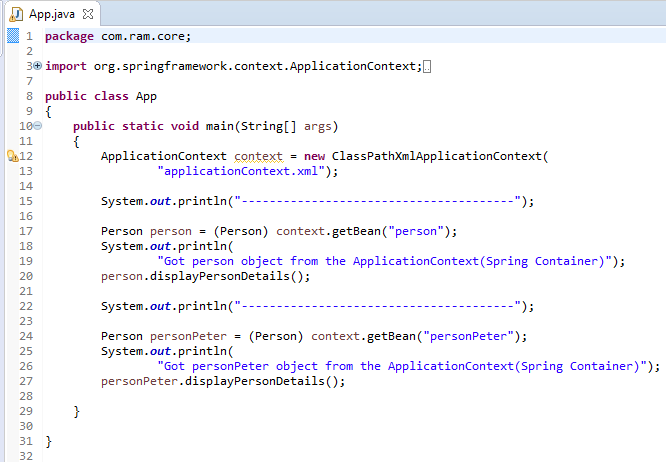 App.java
1 package com.ram.core;
2
3 import org.springframework.context.ApplicationContext;
7
8 public class App
9 {
10     public static void main(String[] args)
11     {
12         ApplicationContext context = new ClassPathXmlApplicationContext(
13                 "applicationContext.xml");
14
15         System.out.println("---------------------------------------");
16
17         Person person = (Person) context.getBean("person");
18         System.out.println(
19                 "Got person object from the ApplicationContext(Spring Container)");
20         person.displayPersonDetails();
21
22         System.out.println("---------------------------------------");
23
24         Person personPeter = (Person) context.getBean("personPeter");
25         System.out.println(
26                 "Got personPeter object from the ApplicationContext(Spring Container)");
27         personPeter.displayPersonDetails();
28
29     }
30
31 }
32